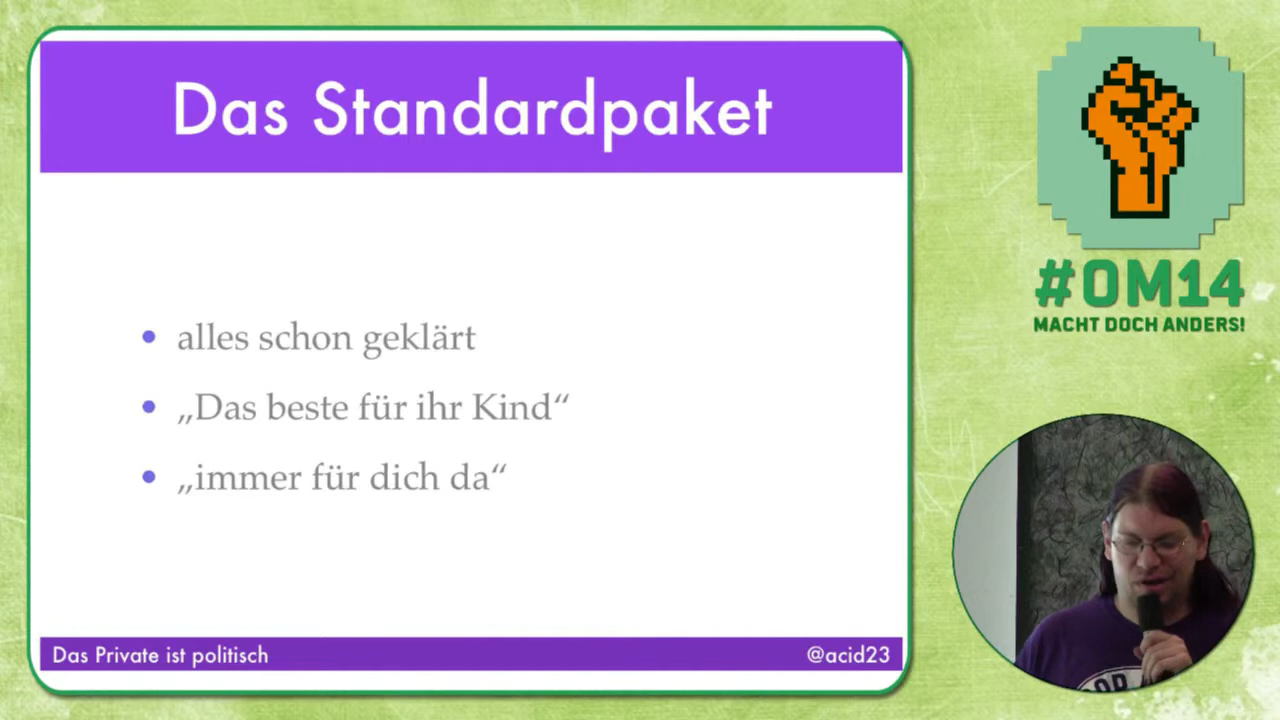 Das Standardpaket
alles schon geklärt
„Das beste für ihr Kind“
„immer für dich da“
Das Private ist politisch
@acid23
#OM14
MACHT DOCH ANDERS!